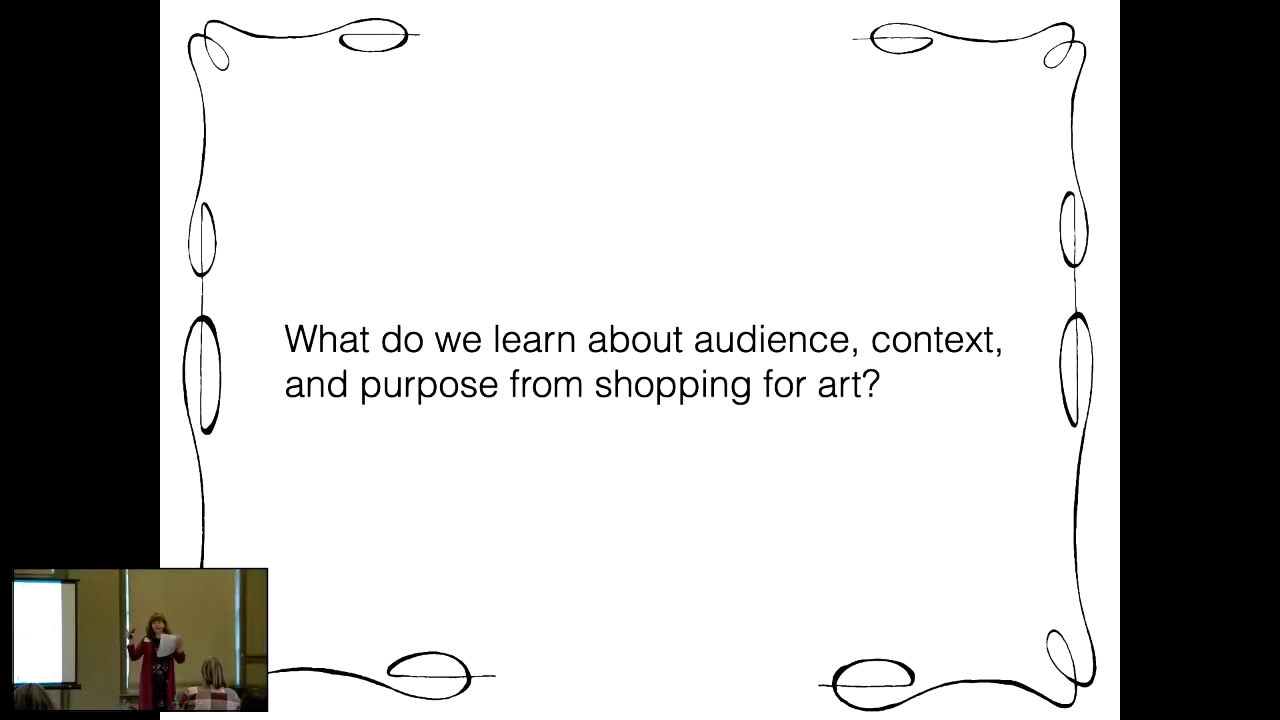 What do we learn about audience, context,
and purpose from shopping for art?